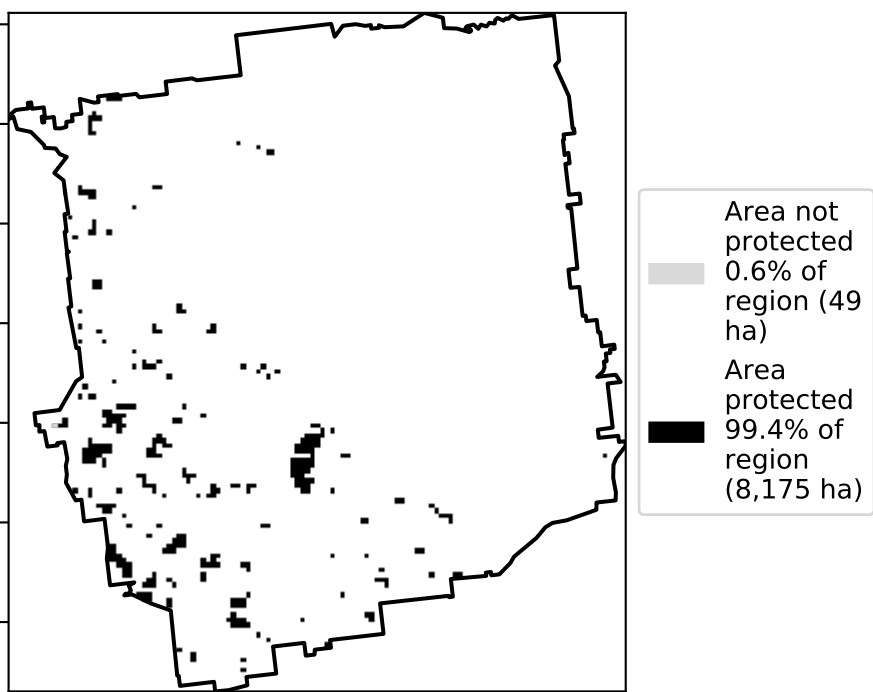 Area not
protected
0.6% of
region (49
ha)
Area
protected
99.4% of
region
(8,175 ha)